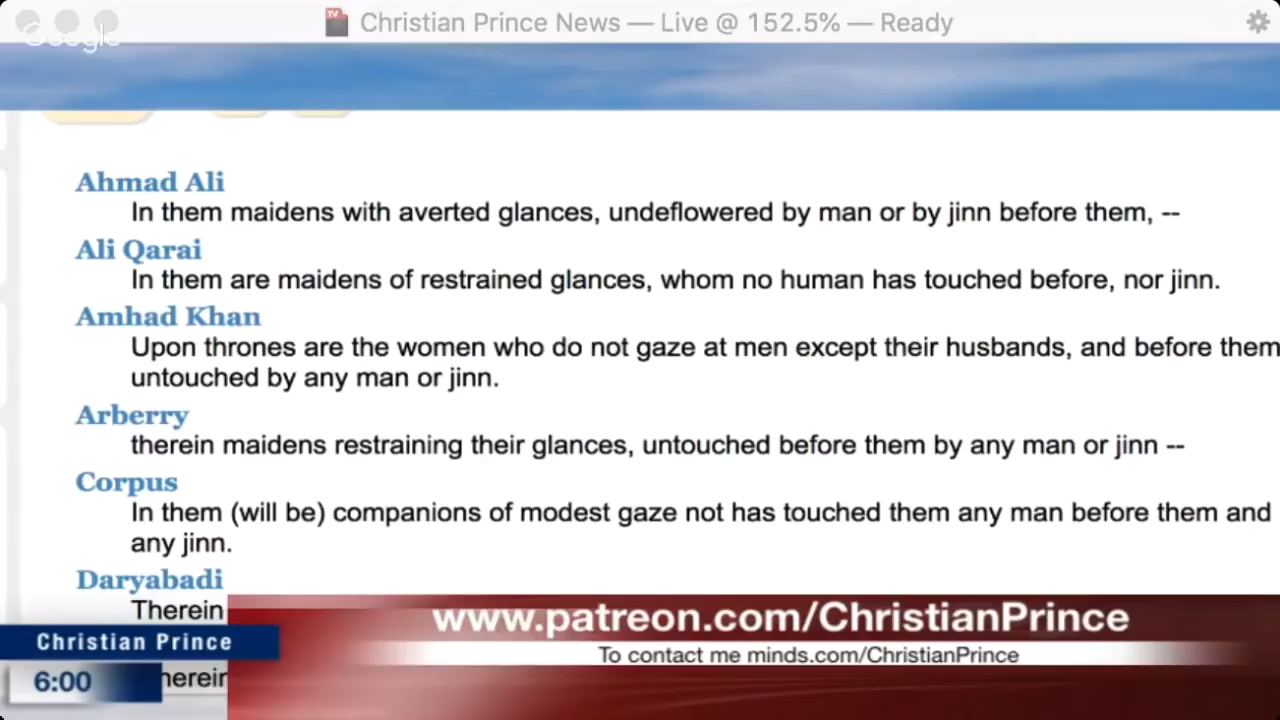 Christian Prince News — Live @ 152.5% — Ready
Google
Ahmad Ali
In them maidens with averted glances, undeflowered by man or by jinn before them, --
Ali Qarai
In them are maidens of restrained glances, whom no human has touched before, nor jinn.
Amhad Khan
Upon thrones are the women who do not gaze at men except their husbands, and before them
untouched by any man or jinn.
Arberry
therein maidens restraining their glances, untouched before them by any man or jinn --
Corpus
In them (will be) companions of modest gaze not has touched them any man before them and
any jinn.
Daryabadi
Therein
www.patreon.com/ChristianPrince
Christian Prince
To contact me minds.com/ChristianPrince
6:00